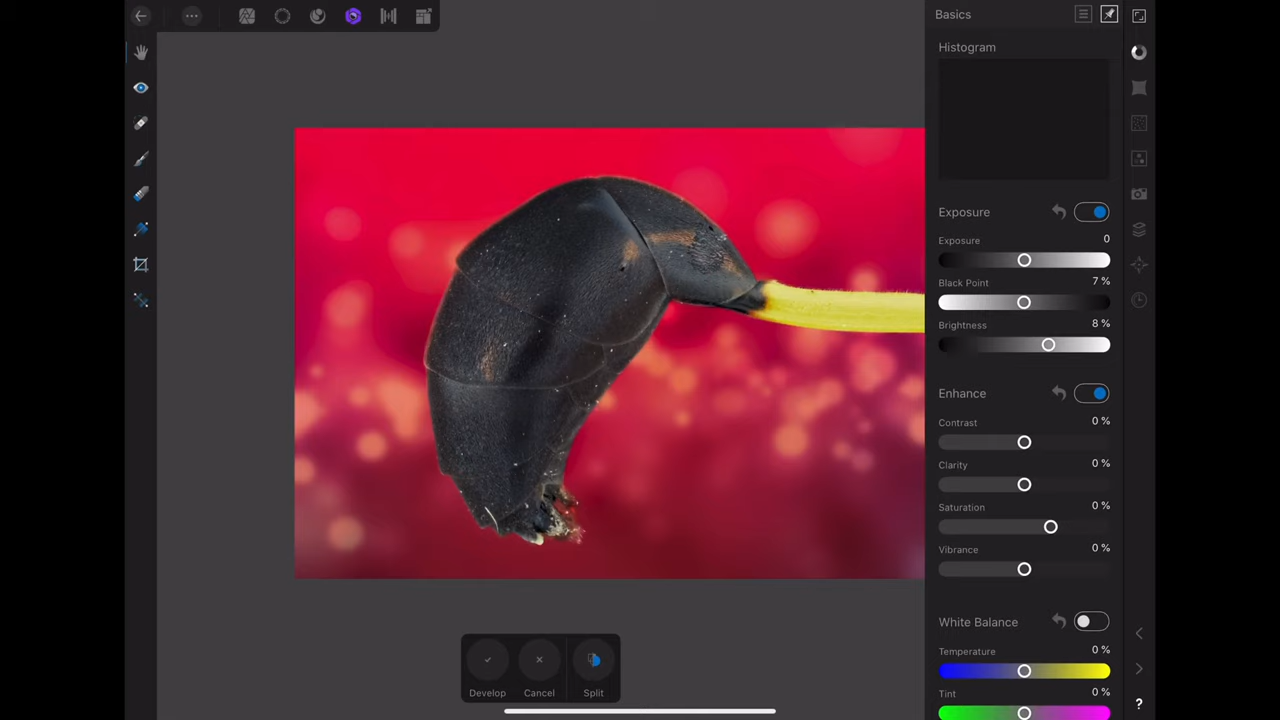 Basics
Histogram
Exposure
Exposure 0
Black Point 7 %
Brightness 8 %
Enhance
Contrast 0 %
Clarity 0 %
Saturation 0 %
Vibrance 0 %
White Balance
Temperature 0 %
Tint 0 %
Develop Cancel Split
?